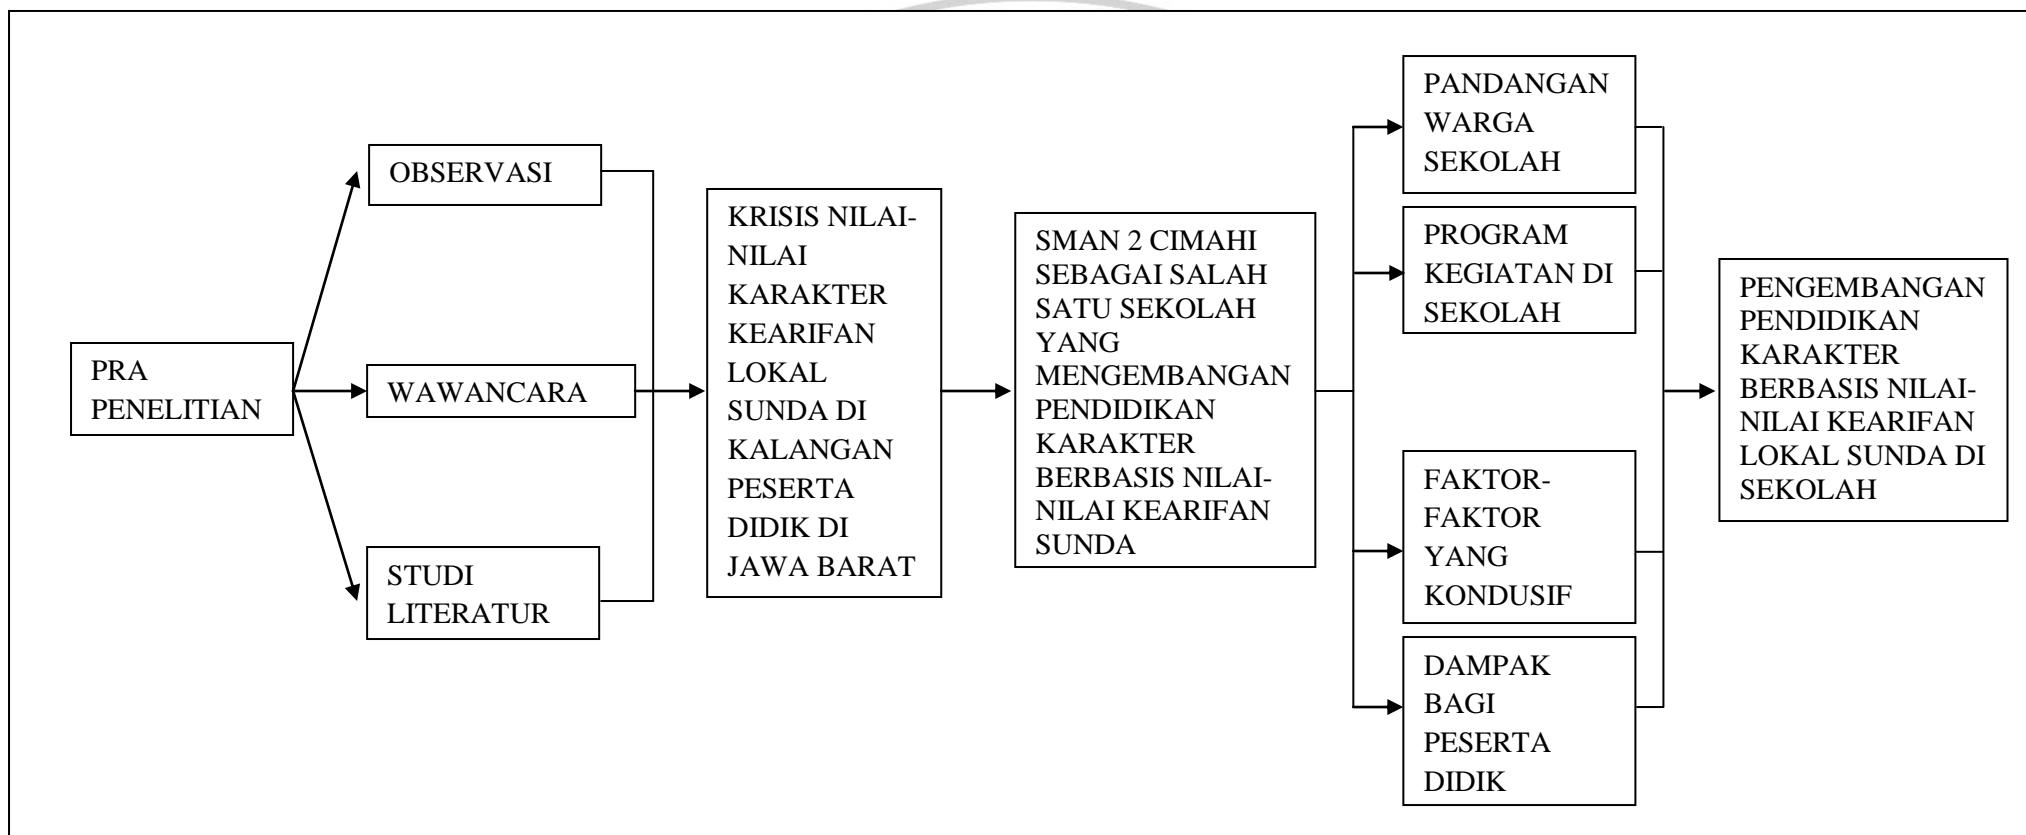 PRA
PENELITIAN
OBSERVASI
WAWANCARA
STUDI
LITERATUR
KRISIS NILAI-
NILAI
KARAKTER
KEARIFAN
LOKAL
SUNDA DI
KALANGAN
PESERTA
DIDIK DI
JAWA BARAT
SMAN 2 CIMAHI
SEBAGAI SALAH
SATU SEKOLAH
YANG
MENGEMBANGAN
PENDIDIKAN
KARAKTER
BERBASIS NILAI-
NILAI KEARIFAN
SUNDA
PANDANGAN
WARGA
SEKOLAH
PROGRAM
KEGIATAN DI
SEKOLAH
FAKTOR-
FAKTOR
YANG
KONDUSIF
DAMPAK
BAGI
PESERTA
DIDIK
PENGEMBANGAN
PENDIDIKAN
KARAKTER
BERBASIS NILAI-
NILAI KEARIFAN
LOKAL SUNDA DI
SEKOLAH